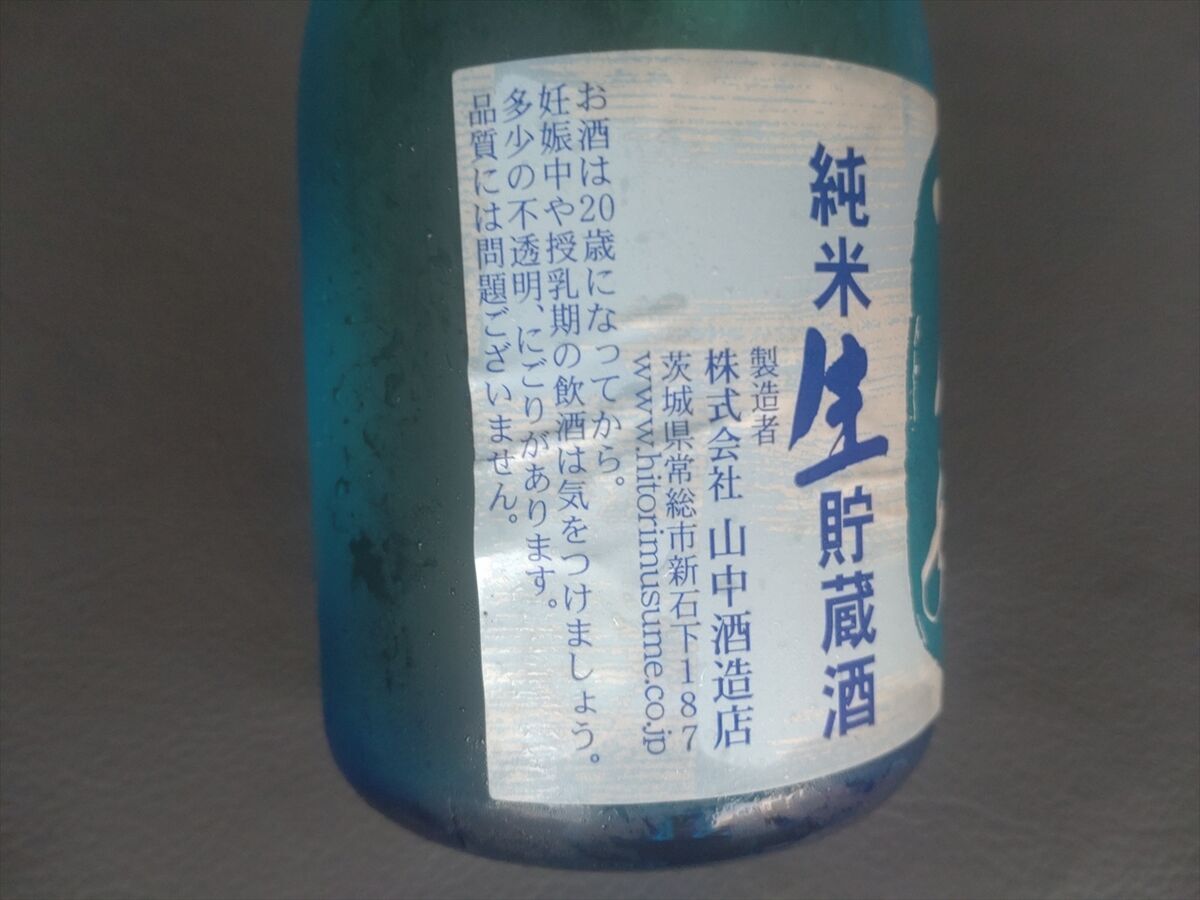 純米生貯蔵酒
製造者
株式会社 山中酒造店
茨城県常総市新石下187
www.hitorimusume.co.jp
お酒は20歳になってから。
妊娠中や授乳期の飲酒は気をつけましょう。
多少の不透明、にごりがあります。
品質には問題ございません。